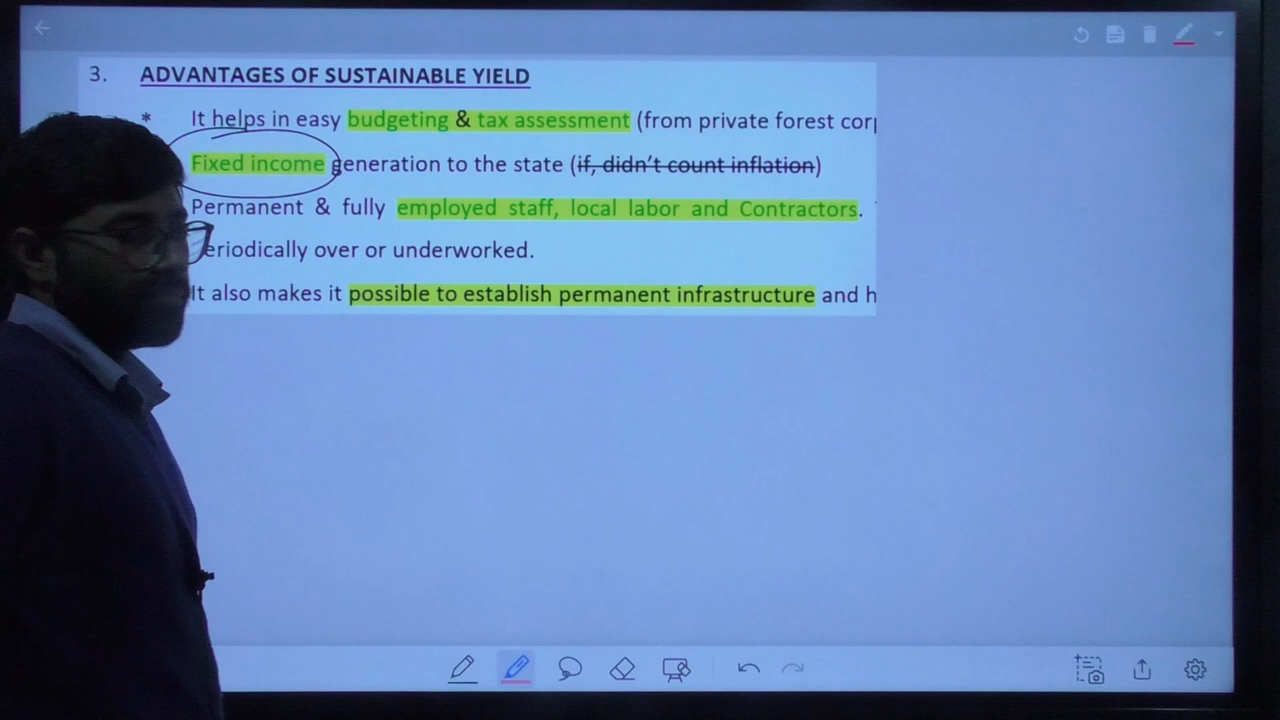 3. ADVANTAGES OF SUSTAINABLE YIELD
* It helps in easy budgeting & tax assessment (from private forest corp
Fixed income generation to the state (if, didn't count inflation)
Permanent & fully employed staff, local labor and Contractors.
eriodically over or underworked.
It also makes it possible to establish permanent infrastructure and h